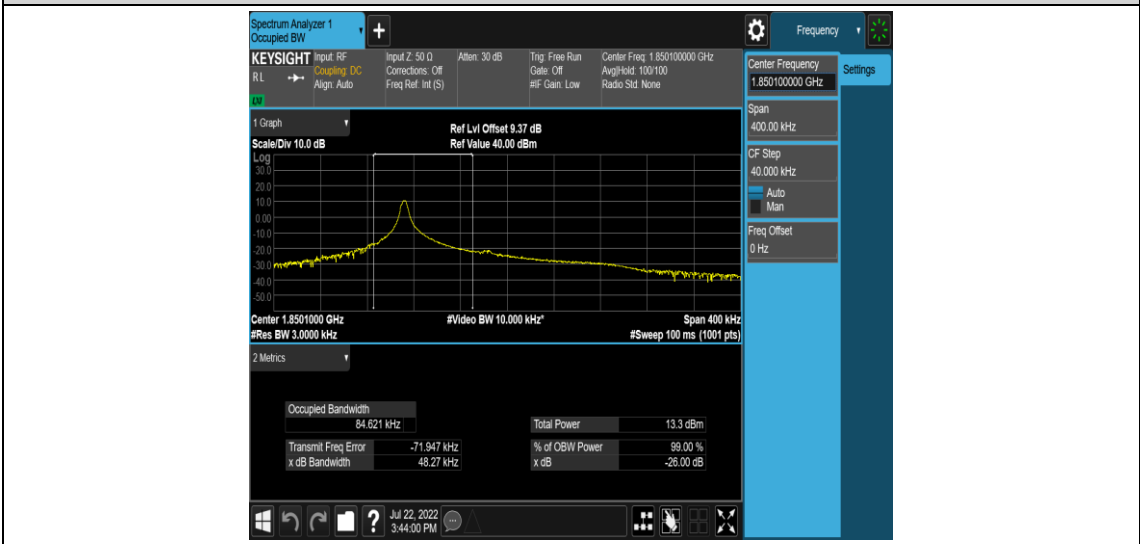 Spectrum Analyzer 1
Occupied BW
+
Frequency
KEYSIGHT
RL
LXI
Input: RF
Coupling: DC
Align: Auto
Input Z: 50 Ω
Corrections: Off
Freq Ref: Int (S)
Atten: 30 dB
Trig: Free Run
Gate: Off
#IF Gain: Low
Center Freq: 1.850100000 GHz
Avg|Hold: 100/100
Radio Std: None
Center Frequency
1.850100000 GHz
Settings
Span
400.00 kHz
CF Step
40.000 kHz
Auto
Man
Freq Offset
0 Hz
1 Graph
Scale/Div 10.0 dB
Ref Lvl Offset 9.37 dB
Ref Value 40.00 dBm
Log
30.0
20.0
10.0
0.00
-10.0
-20.0
-30.0
-40.0
-50.0
Center 1.8501000 GHz
#Video BW 10.000 kHz*
Span 400 kHz
#Res BW 3.0000 kHz
#Sweep 100 ms (1001 pts)
2 Metrics
Occupied Bandwidth
84.621 kHz
Total Power 13.3 dBm
Transmit Freq Error -71.947 kHz
% of OBW Power 99.00 %
x dB Bandwidth 48.27 kHz
x dB -26.00 dB
?
Jul 22, 2022
3:44:00 PM